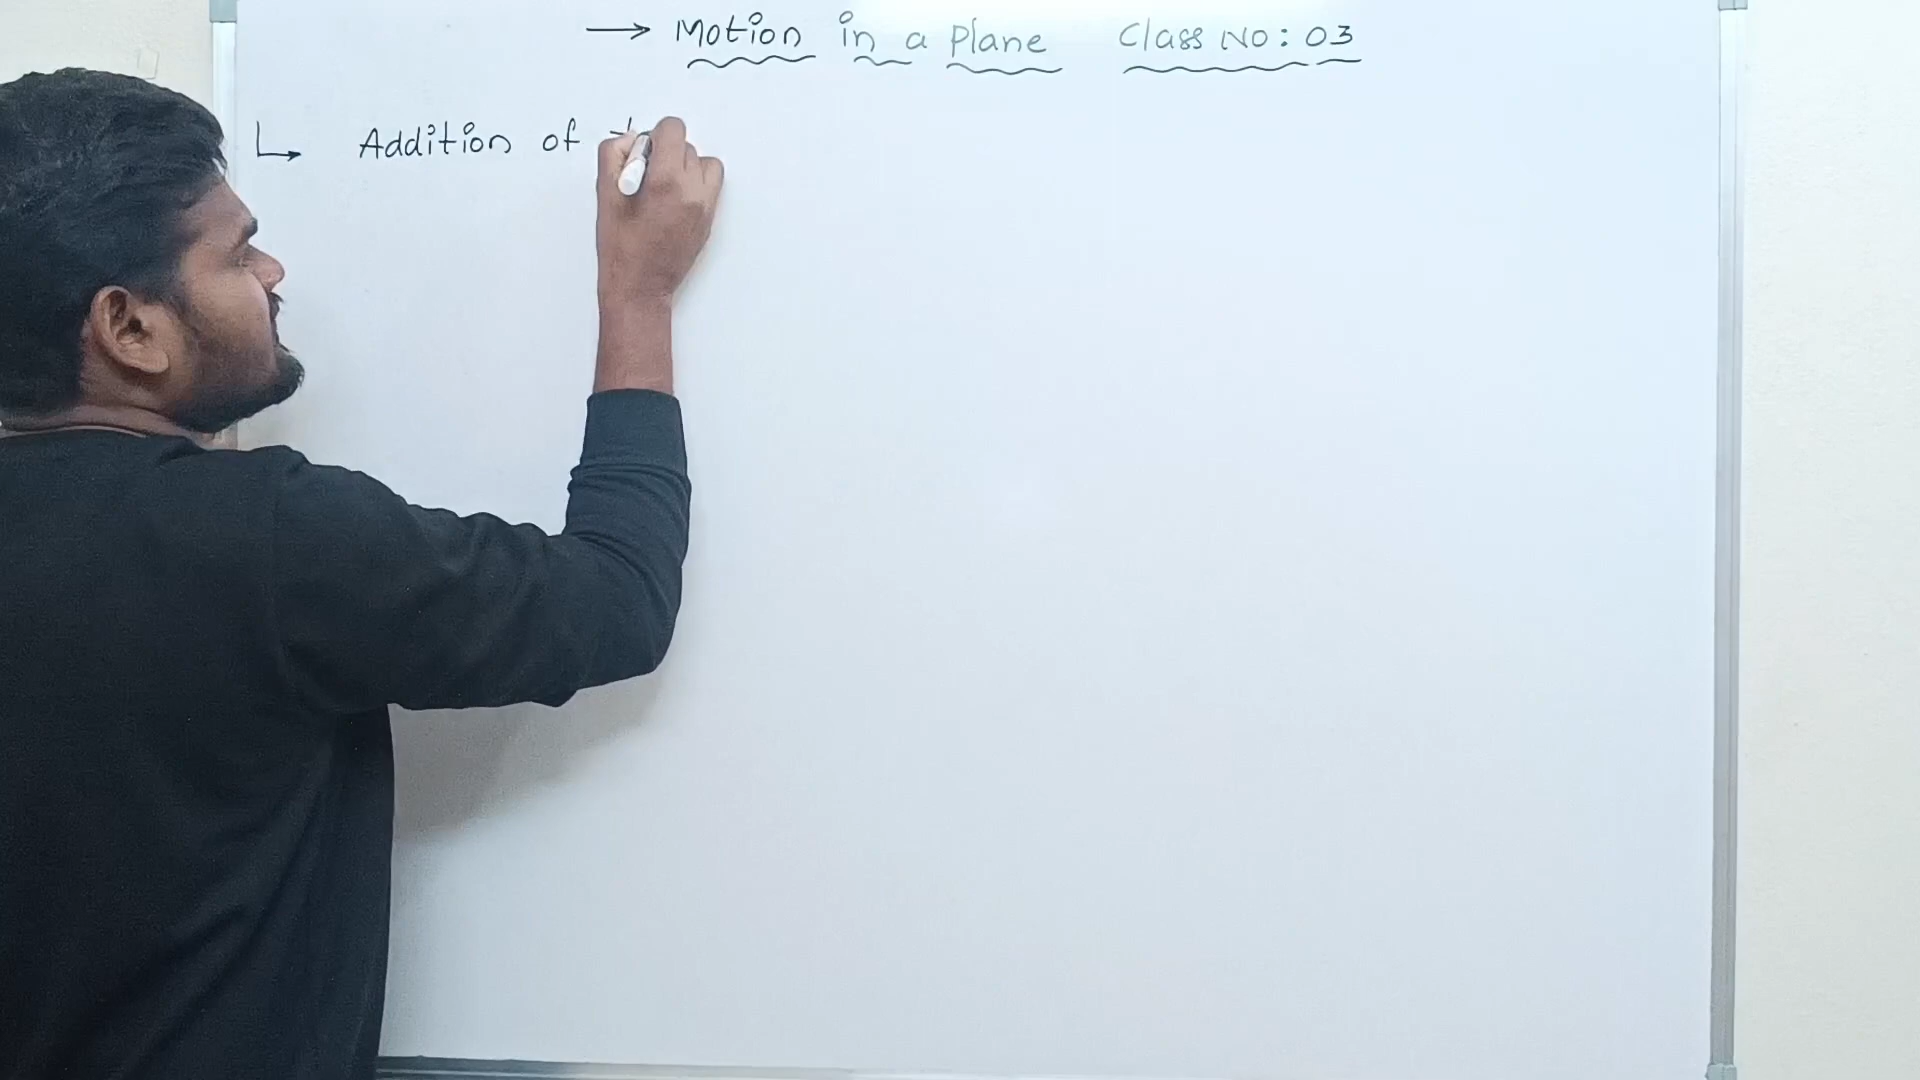 → Motion in a Plane Class No: 03
↳ Addition of